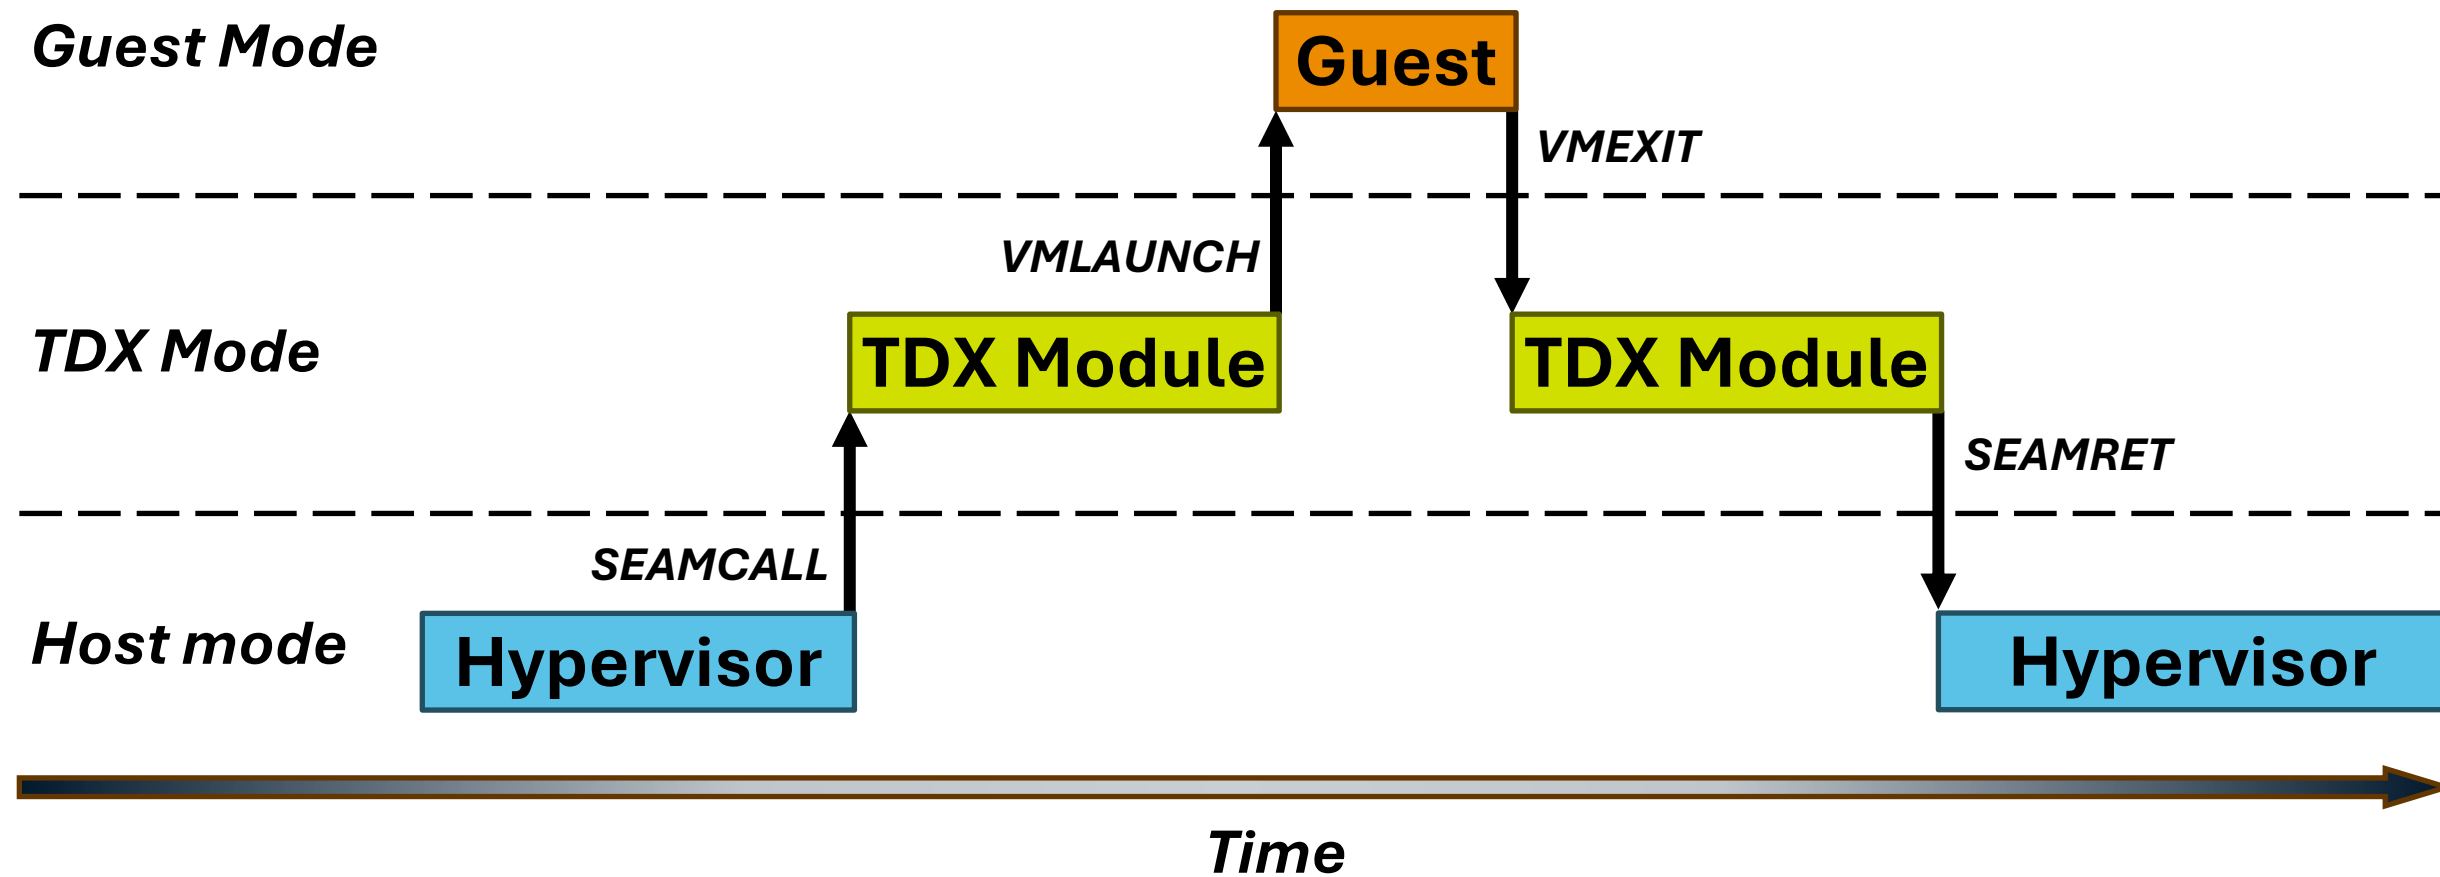 Guest Mode
Guest
VMEXIT
VMLAUNCH
TDX Mode
TDX Module
TDX Module
SEAMRET
SEAMCALL
Host mode
Hypervisor
Hypervisor
Time